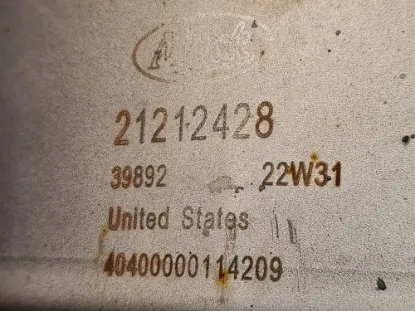 21212428
39892 22W31
United States
40400000114209